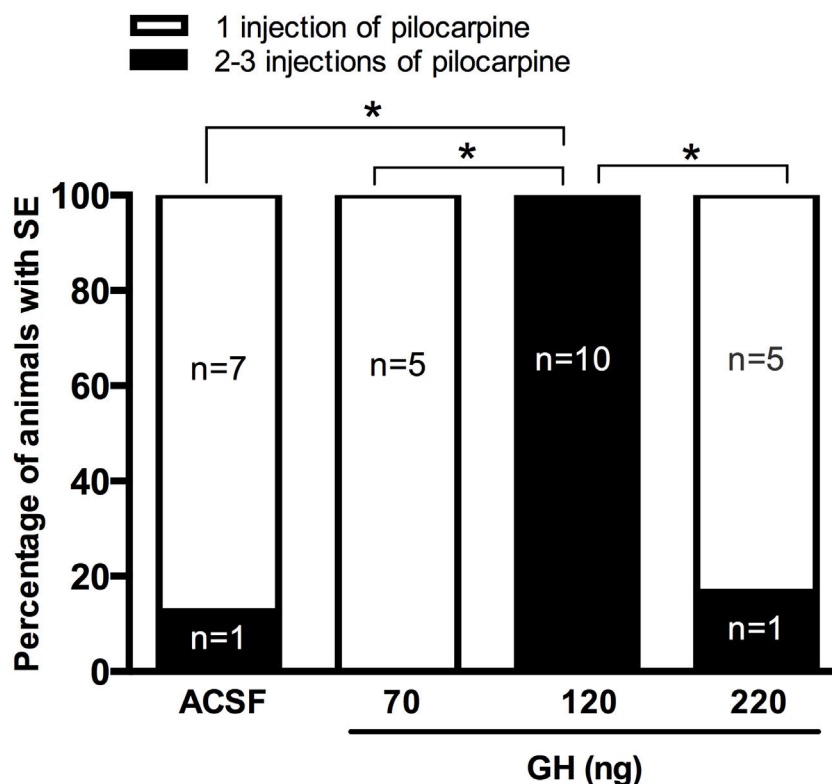 1 injection of pilocarpine
2-3 injections of pilocarpine
*
*
*
Percentage of animals with SE
100
80
60
40
20
0
n=7
n=5
n=10
n=5
n=1
n=1
ACSF
70
120
220
GH (ng)